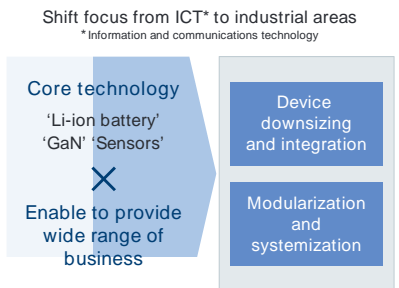 Shift focus from ICT* to industrial areas
* Information and communications technology
Core technology
‘Li-ion battery’
‘GaN’ ‘Sensors’
×
Enable to provide
wide range of
business
Device
downsizing
and integration
Modularization
and
systemization